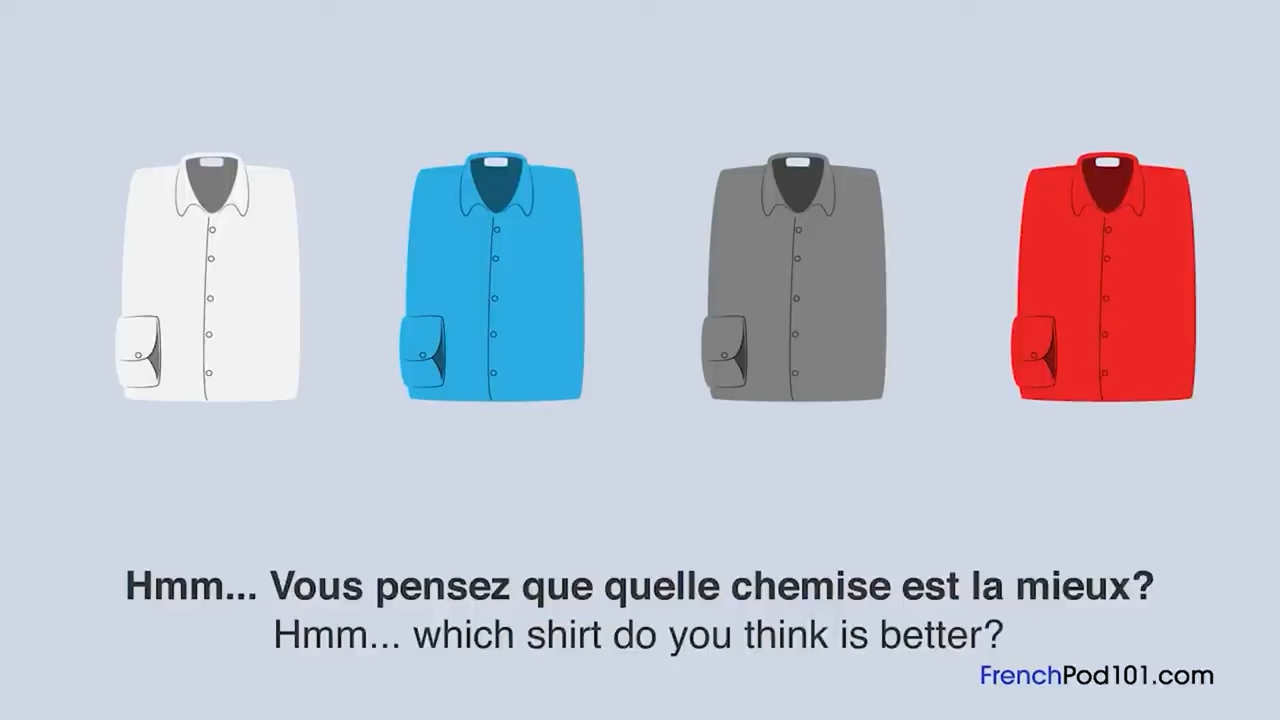 Hmm... Vous pensez que quelle chemise est la mieux?
Hmm... which shirt do you think is better?
FrenchPod101.com